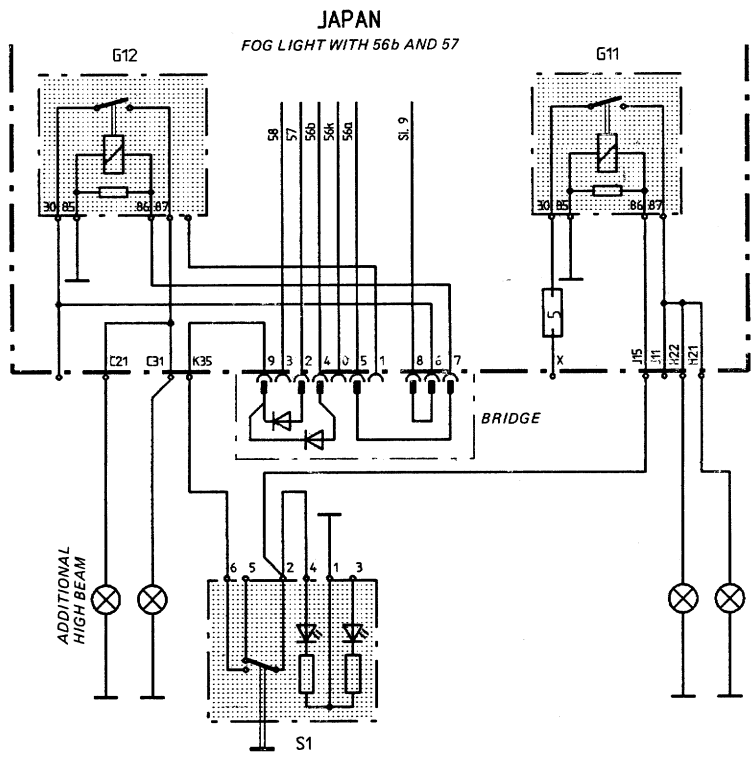 JAPAN
FOG LIGHT WITH 56b AND 57
G12
G11
58
57
56b
56k
56a
Si. 9
30 85 86 87
30 85 86 87
5
C21 C31 K35 9 3 2 4 0 5 1 8 6 7 X J15 J11 H22 H21
BRIDGE
ADDITIONAL
HIGH BEAM
6 5 2 4 1 3
S1